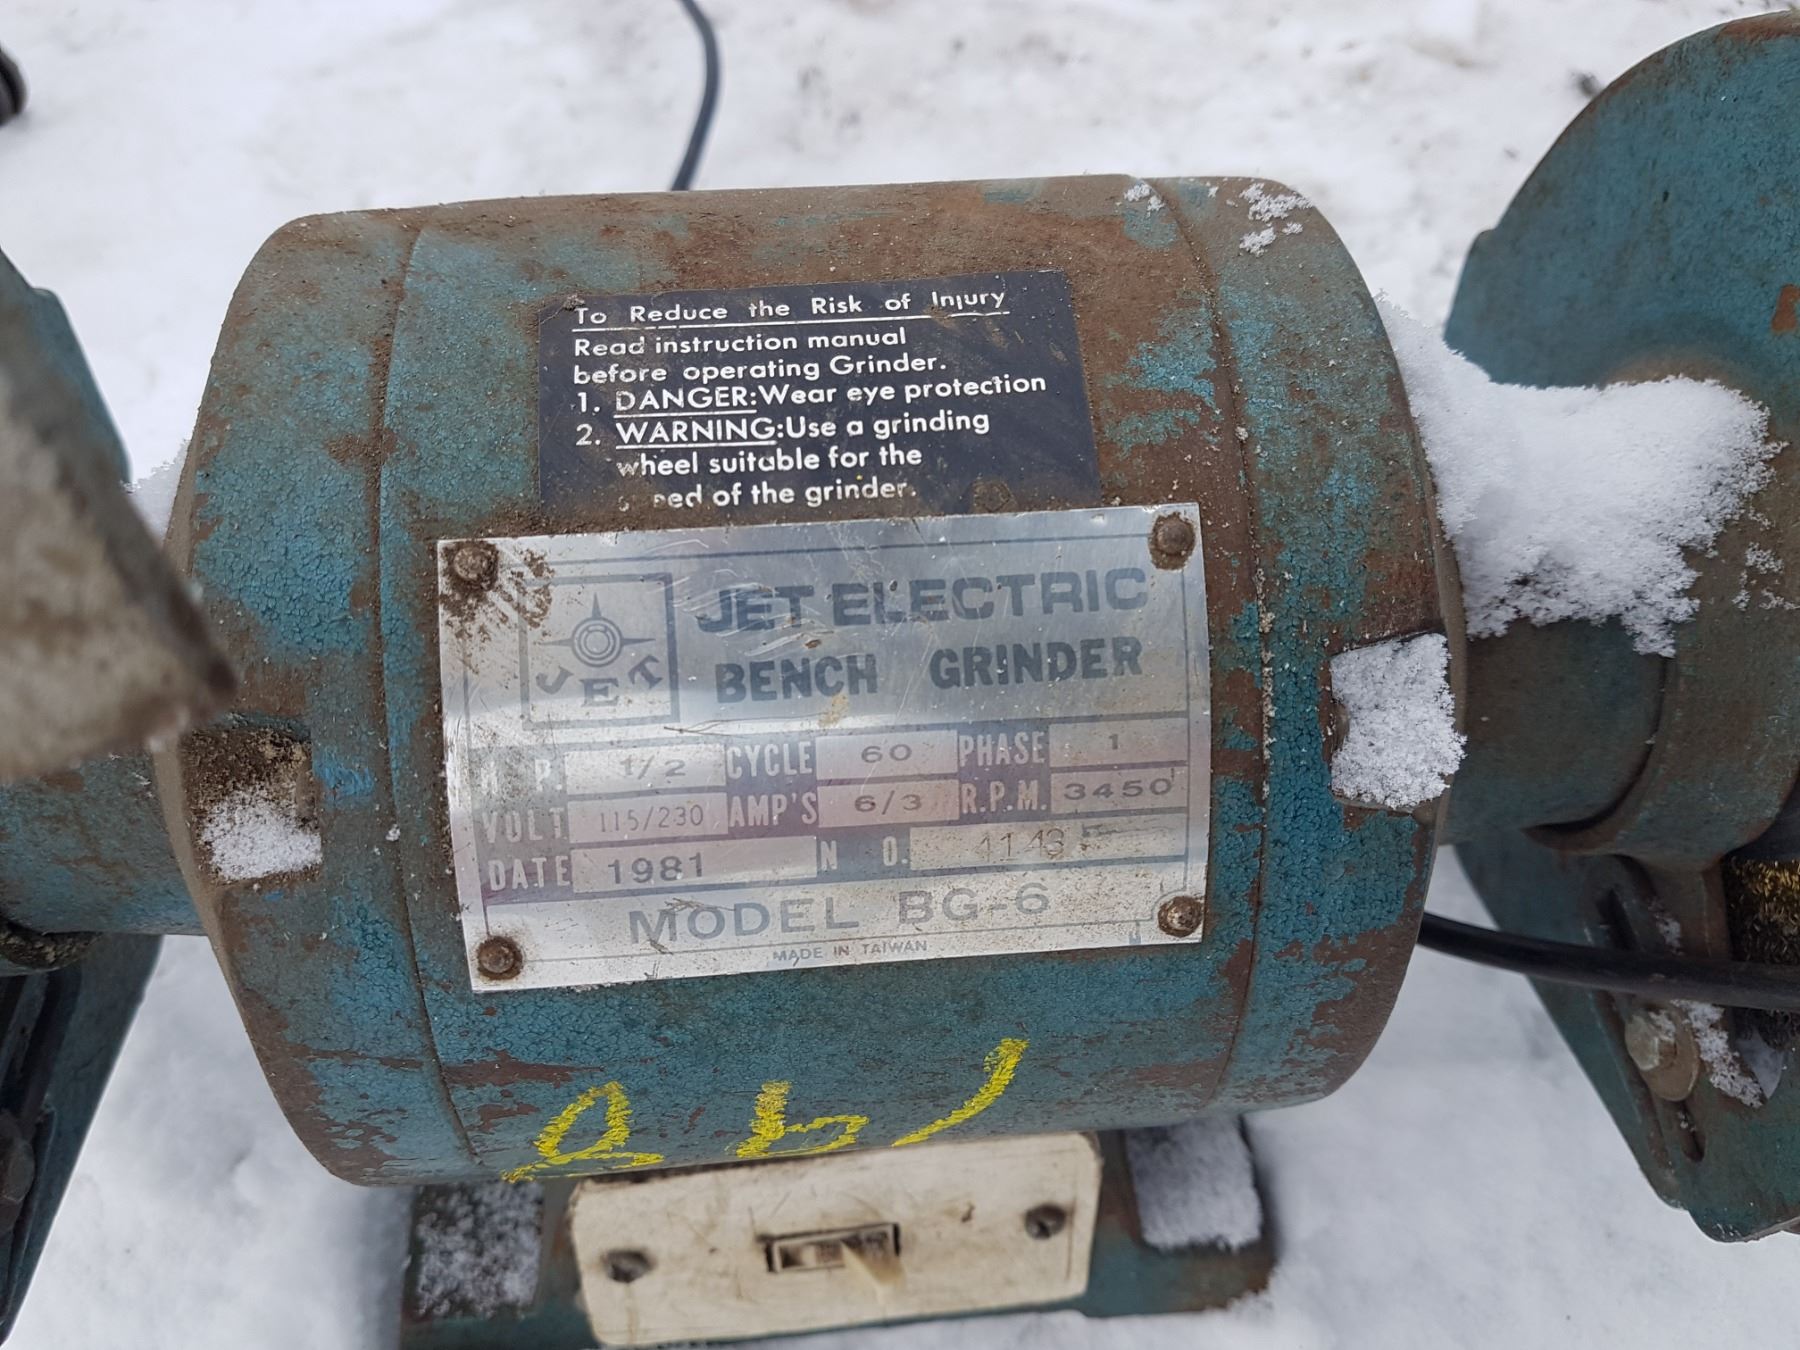 To Reduce the Risk of Injury
Read instruction manual
before operating Grinder.
1. DANGER:Wear eye protection
2. WARNING:Use a grinding
wheel suitable for the
of the grinder.
JET
JET ELECTRIC
BENCH GRINDER
H. P. 1/2 CYCLE 60 PHASE 1
VOLT 115/230 AMP'S 6/3 R.P.M. 3450
DATE 1981 N O.
MODEL BG-6
MADE IN TAIWAN